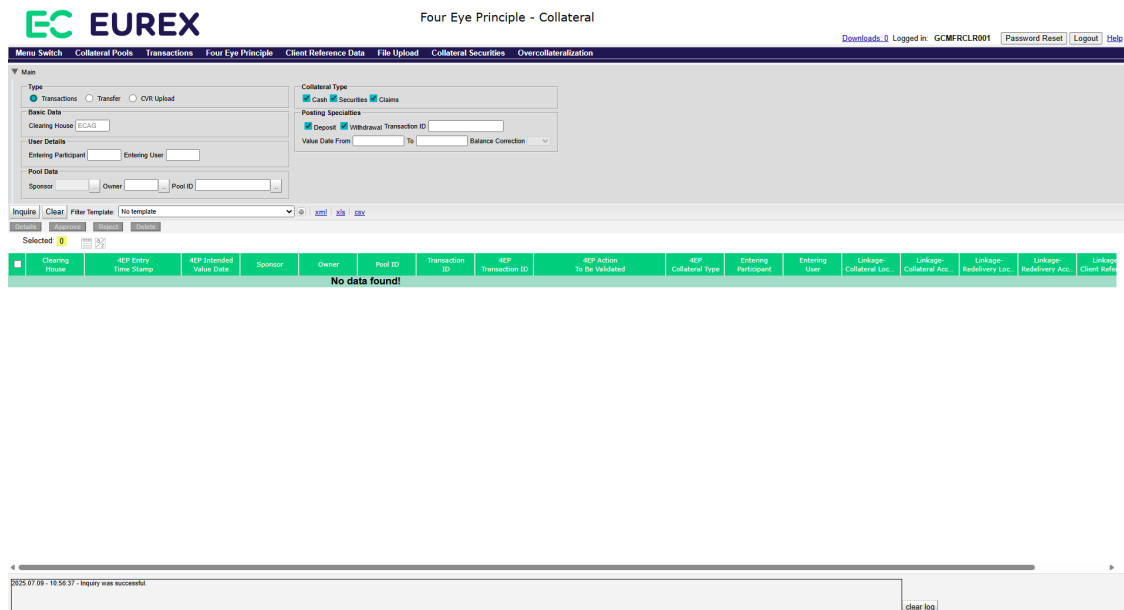 EC EUREX
Four Eye Principle - Collateral
Downloads: 0 Logged in: GCMFRCLR001 Password Reset Logout Help
Menu Switch Collateral Pools Transactions Four Eye Principle Client Reference Data File Upload Collateral Securities Overcollateralization
Main
Type
Transactions Transfer CVR Upload
Basic Data
Clearing House ECAG
User Details
Entering Participant Entering User
Pool Data
Sponsor ... Owner ... Pool ID ...
Collateral Type
Cash Securities Claims
Posting Specialties
Deposit Withdrawal Transaction ID
Value Date From To Balance Correction
Inquire Clear Filter Template: No template xml xls csv
Details Approve Reject Delete
Selected: 0
Clearing House 4EP Entry Time Stamp 4EP Intended Value Date Sponsor Owner Pool ID Transaction ID 4EP Transaction ID 4EP Action To Be Validated 4EP Collateral Type Entering Participant Entering User Linkage- Collateral Loc... Linkage- Collateral Acc... Linkage- Redelivery Loc... Linkage- Redelivery Acc... Linkage Client Refe
No data found!
2025.07.09 - 10:56:37 - Inquiry was successful.
clear log